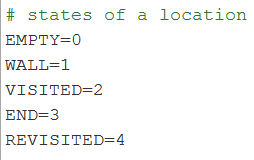 # states of a location
EMPTY=0
WALL=1
VISITED=2
END=3
REVISITED=4